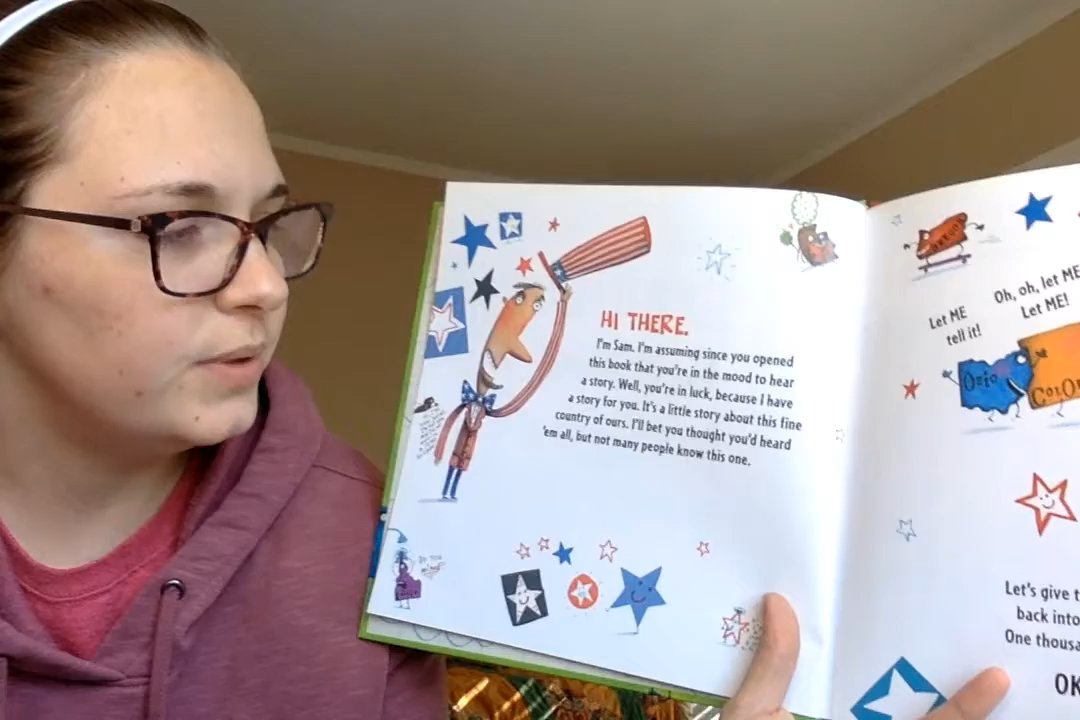 HI THERE.
I'm Sam. I'm assuming since you opened
this book that you're in the mood to hear
a story. Well, you're in luck, because I have
a story for you. It's a little story about this fine
country of ours. I'll bet you thought you'd heard
'em all, but not many people know this one.
Let ME
tell it!
Oh, oh, let ME
Let ME!
OHIO
Let's give
back into
One
OK